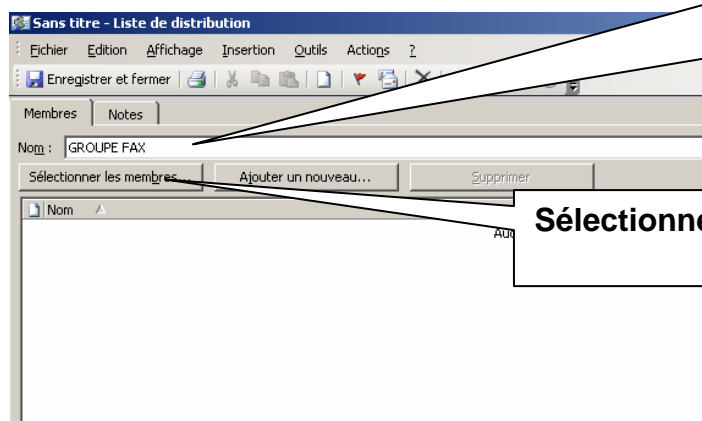 Sans titre - Liste de distribution
Fichier Edition Affichage Insertion Outils Actions ?
Enregistrer et fermer
Membres Notes
Nom : GROUPE FAX
Sélectionner les membres... Ajouter un nouveau... Supprimer
Nom
Sélectionne